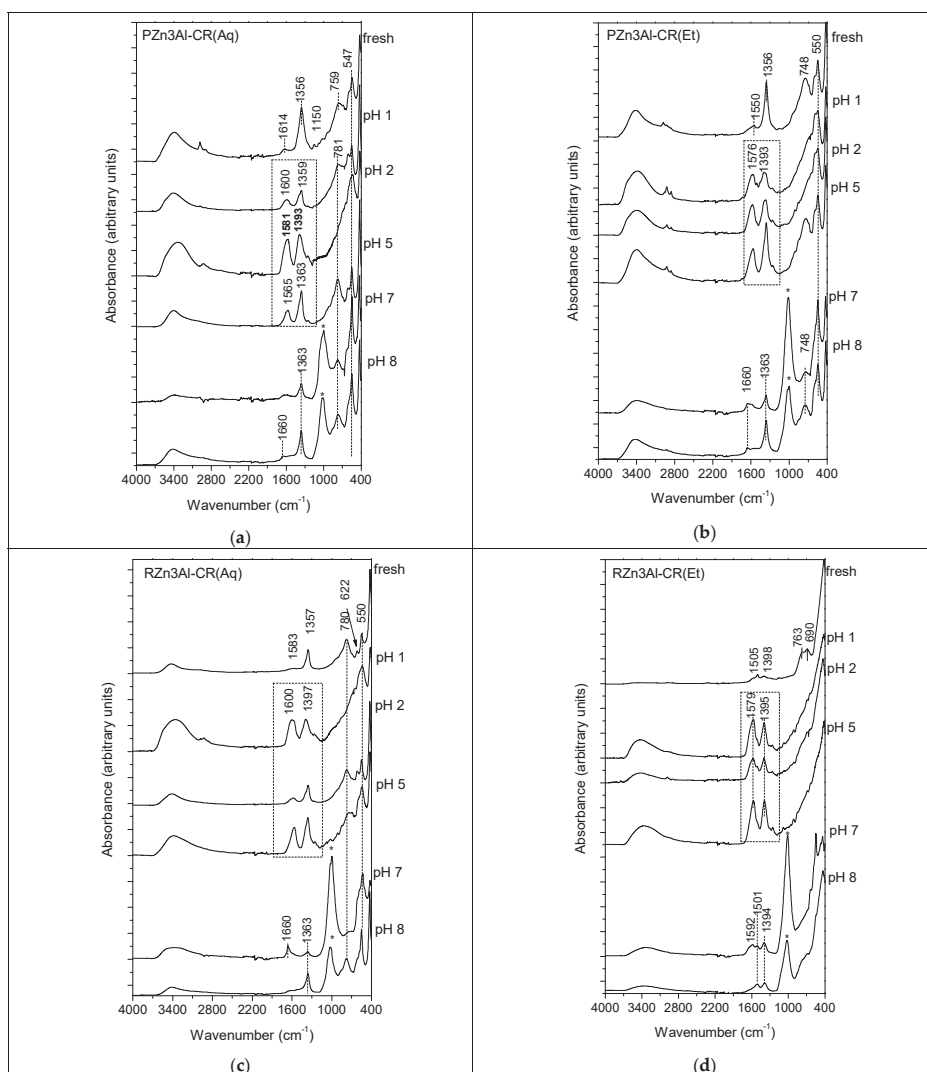 PZn3Al-CR(Aq)
fresh
547
759
1356
1150
1614
pH 1
781
pH 2
1359
1600
1581
1393
pH 5
1363
1565
pH 7
*
1363
pH 8
*
1660
4000 3400 2800 2200 1600 1000 400
Wavenumber (cm-1)
Absorbance (arbitrary units)
(a)
PZn3Al-CR(Et)
fresh
550
748
1356
1550
pH 1
pH 2
1576
1393
pH 5
pH 7
*
748
pH 8
1363
1660
*
4000 3400 2800 2200 1600 1000 400
Wavenumber (cm-1)
Absorbance (arbitrary units)
(b)
RZn3Al-CR(Aq)
fresh
622
550
780
1357
1583
pH 1
pH 2
1600
1397
pH 5
pH 7
*
1660
1363
pH 8
*
4000 3400 2800 2200 1600 1000 400
Wavenumber (cm-1)
Absorbance (arbitrary units)
(c)
RZn3Al-CR(Et)
fresh
690
763
1398
1505
pH 1
pH 2
1579
1395
pH 5
pH 7
*
pH 8
1501
1592
1394
*
4000 3400 2800 2200 1600 1000 400
Wavenumber (cm-1)
Absorbance (arbitrary units)
(d)